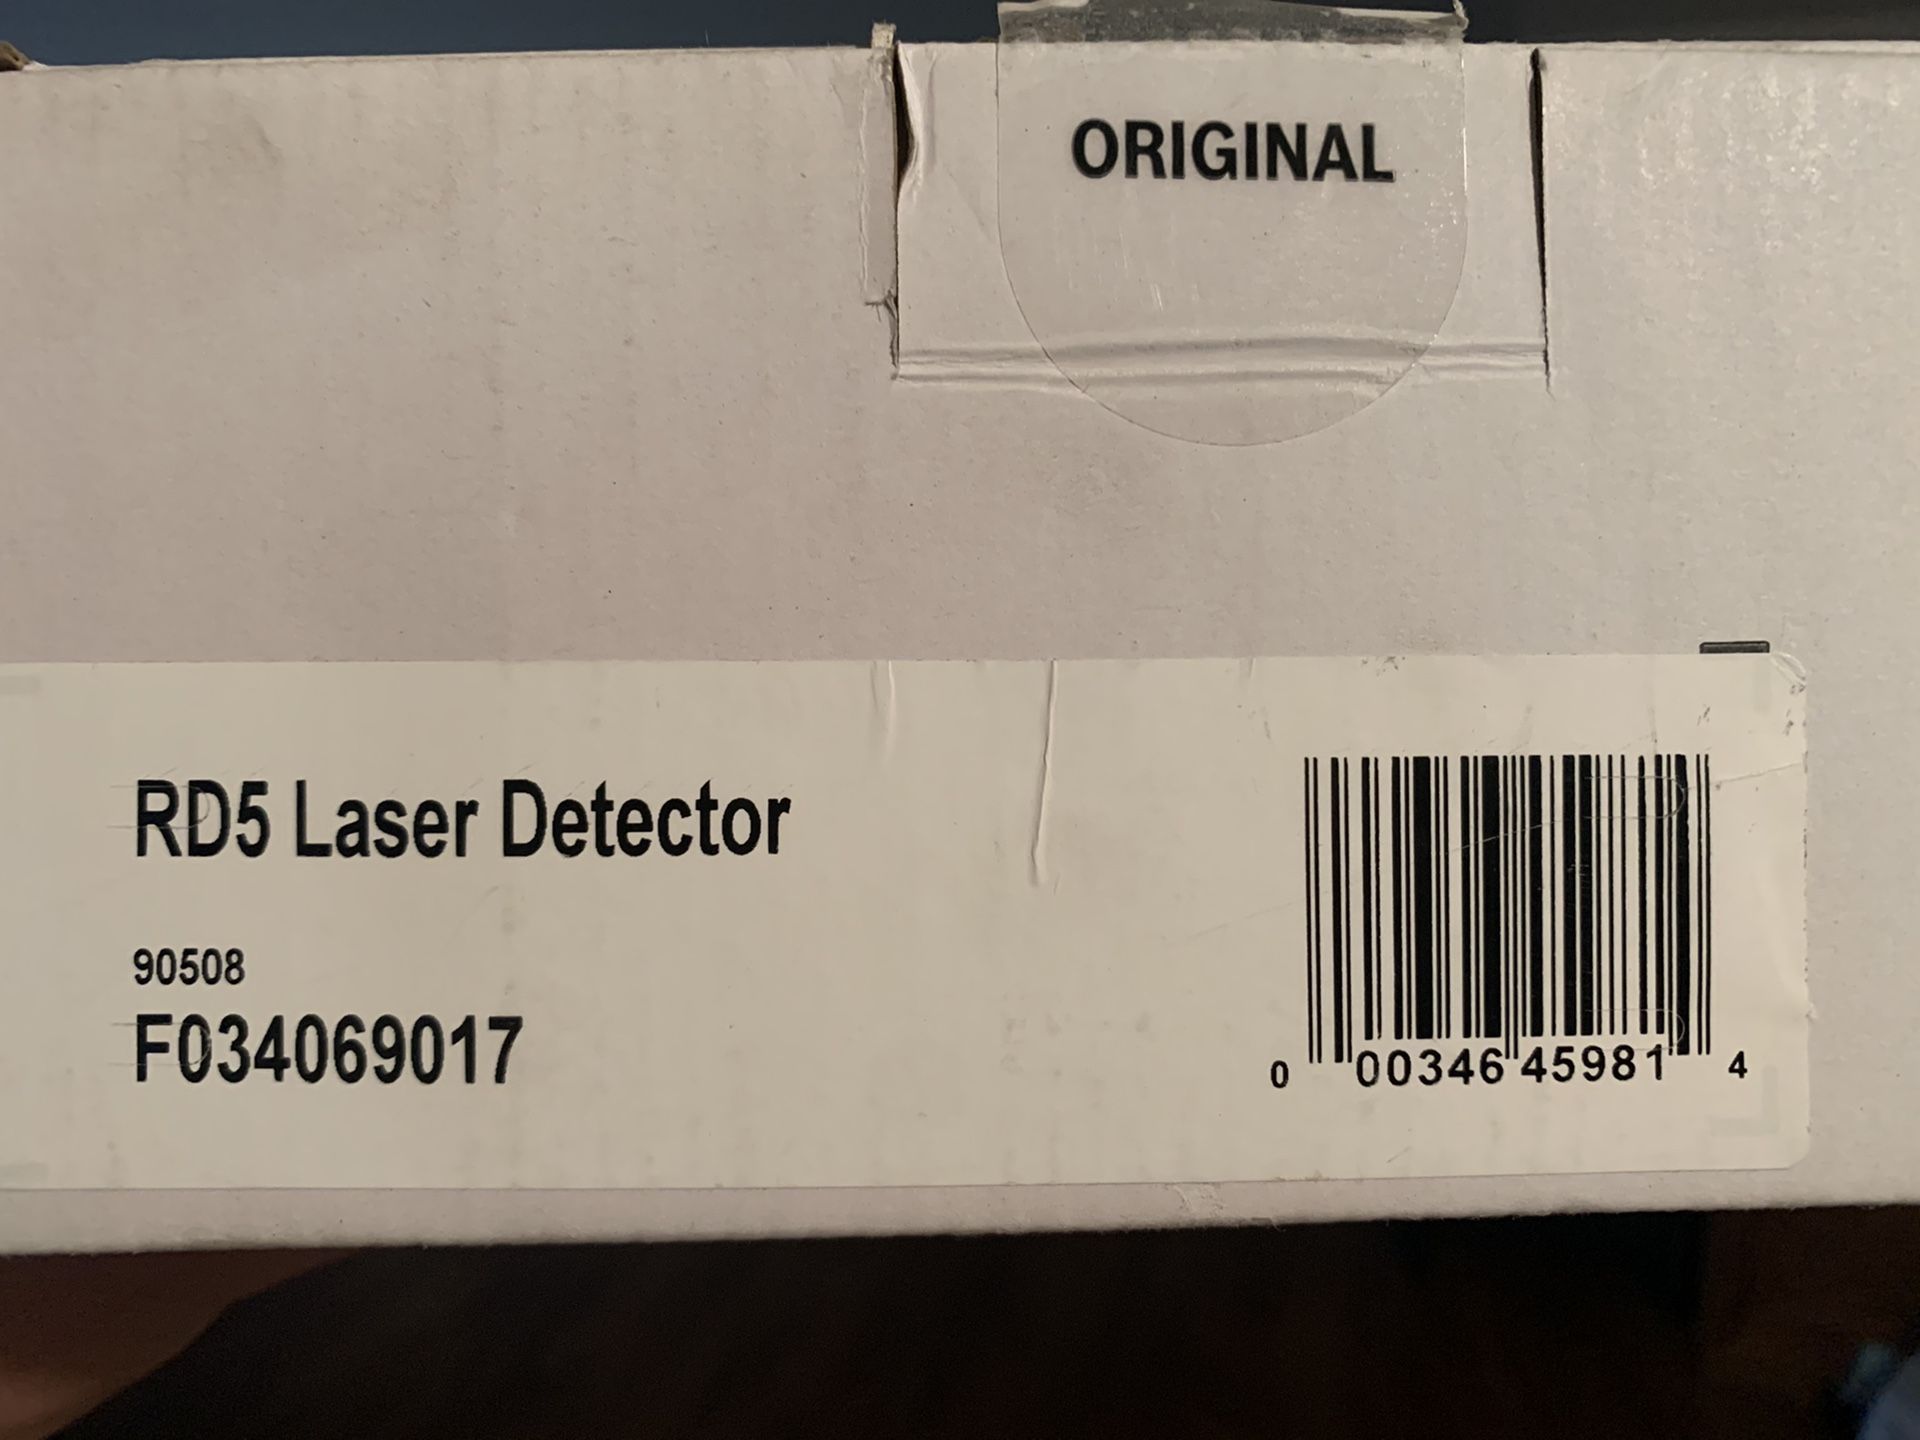 ORIGINAL
RD5 Laser Detector
90508
F034069017
0 00346 45981 4